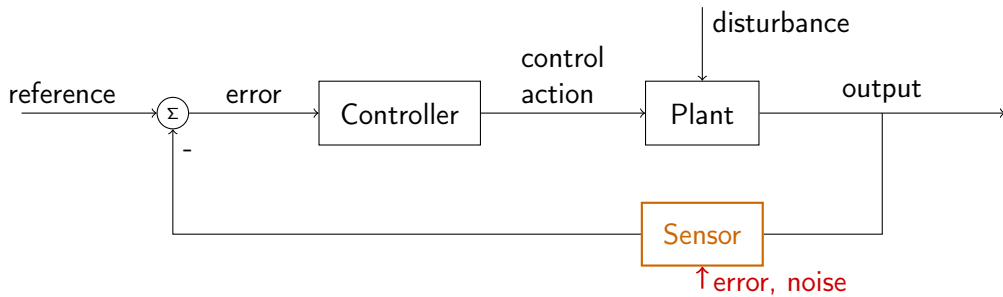 disturbance
control
action
reference
error
Σ
Controller
Plant
output
-
Sensor
error, noise